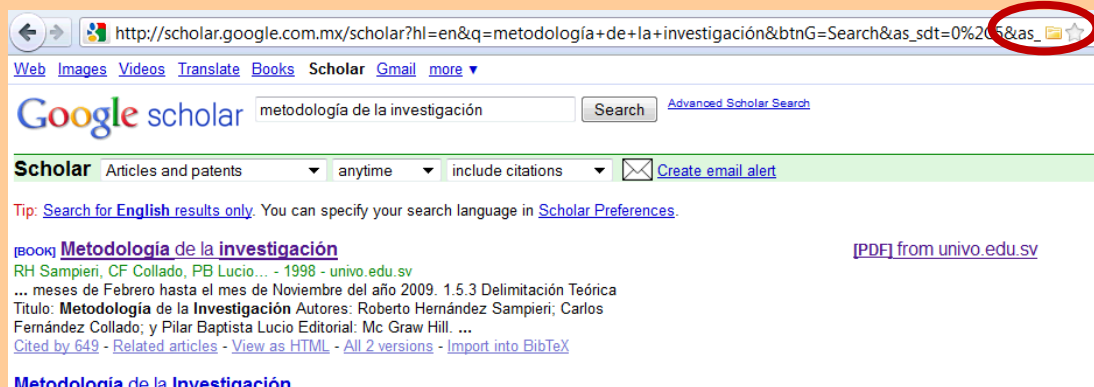 http://scholar.google.com.mx/scholar?hl=en&q=metodología+de+la+investigación&btnG=Search&as_sdt=0%2C5&as_
Web Images Videos Translate Books Scholar Gmail more ▼
Google scholar metodología de la investigación Search Advanced Scholar Search
Scholar Articles and patents anytime include citations Create email alert
Tip: Search for English results only. You can specify your search language in Scholar Preferences.
[BOOK] Metodología de la investigación [PDF] from univo.edu.sv
RH Sampieri, CF Collado, PB Lucio... - 1998 - univo.edu.sv
... meses de Febrero hasta el mes de Noviembre del año 2009. 1.5.3 Delimitación Teórica
Titulo: Metodología de la Investigación Autores: Roberto Hernández Sampieri; Carlos
Fernández Collado; y Pilar Baptista Lucio Editorial: Mc Graw Hill. ...
Cited by 649 - Related articles - View as HTML - All 2 versions - Import into BibTeX
Metodología de la Investigación